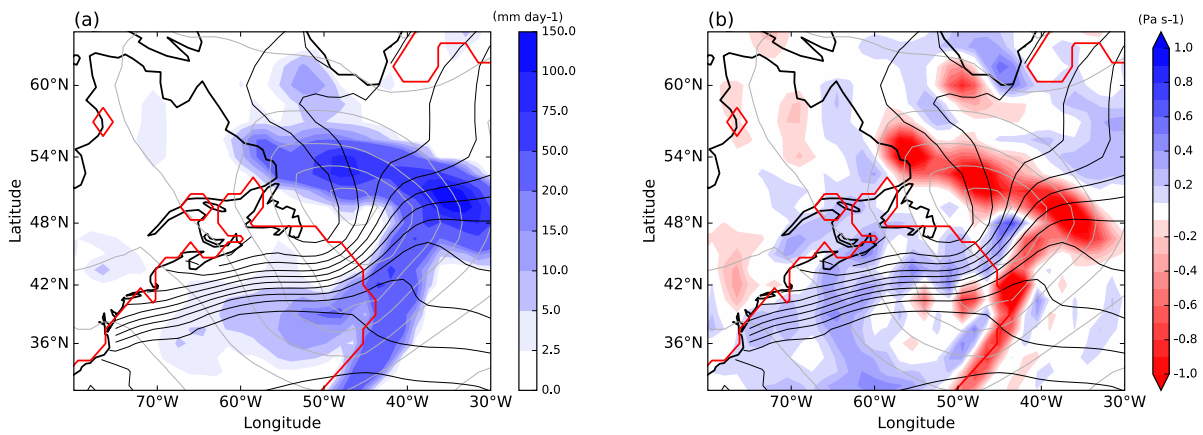 (a)
(mm day-1)
150.0
100.0
75.0
50.0
20.0
15.0
10.0
5.0
2.5
0.0
60°N
54°N
48°N
42°N
36°N
Latitude
70°W
60°W
50°W
40°W
30°W
Longitude
(b)
(Pa s-1)
1.0
0.8
0.6
0.4
0.2
-0.2
-0.4
-0.6
-0.8
-1.0
60°N
54°N
48°N
42°N
36°N
Latitude
70°W
60°W
50°W
40°W
30°W
Longitude